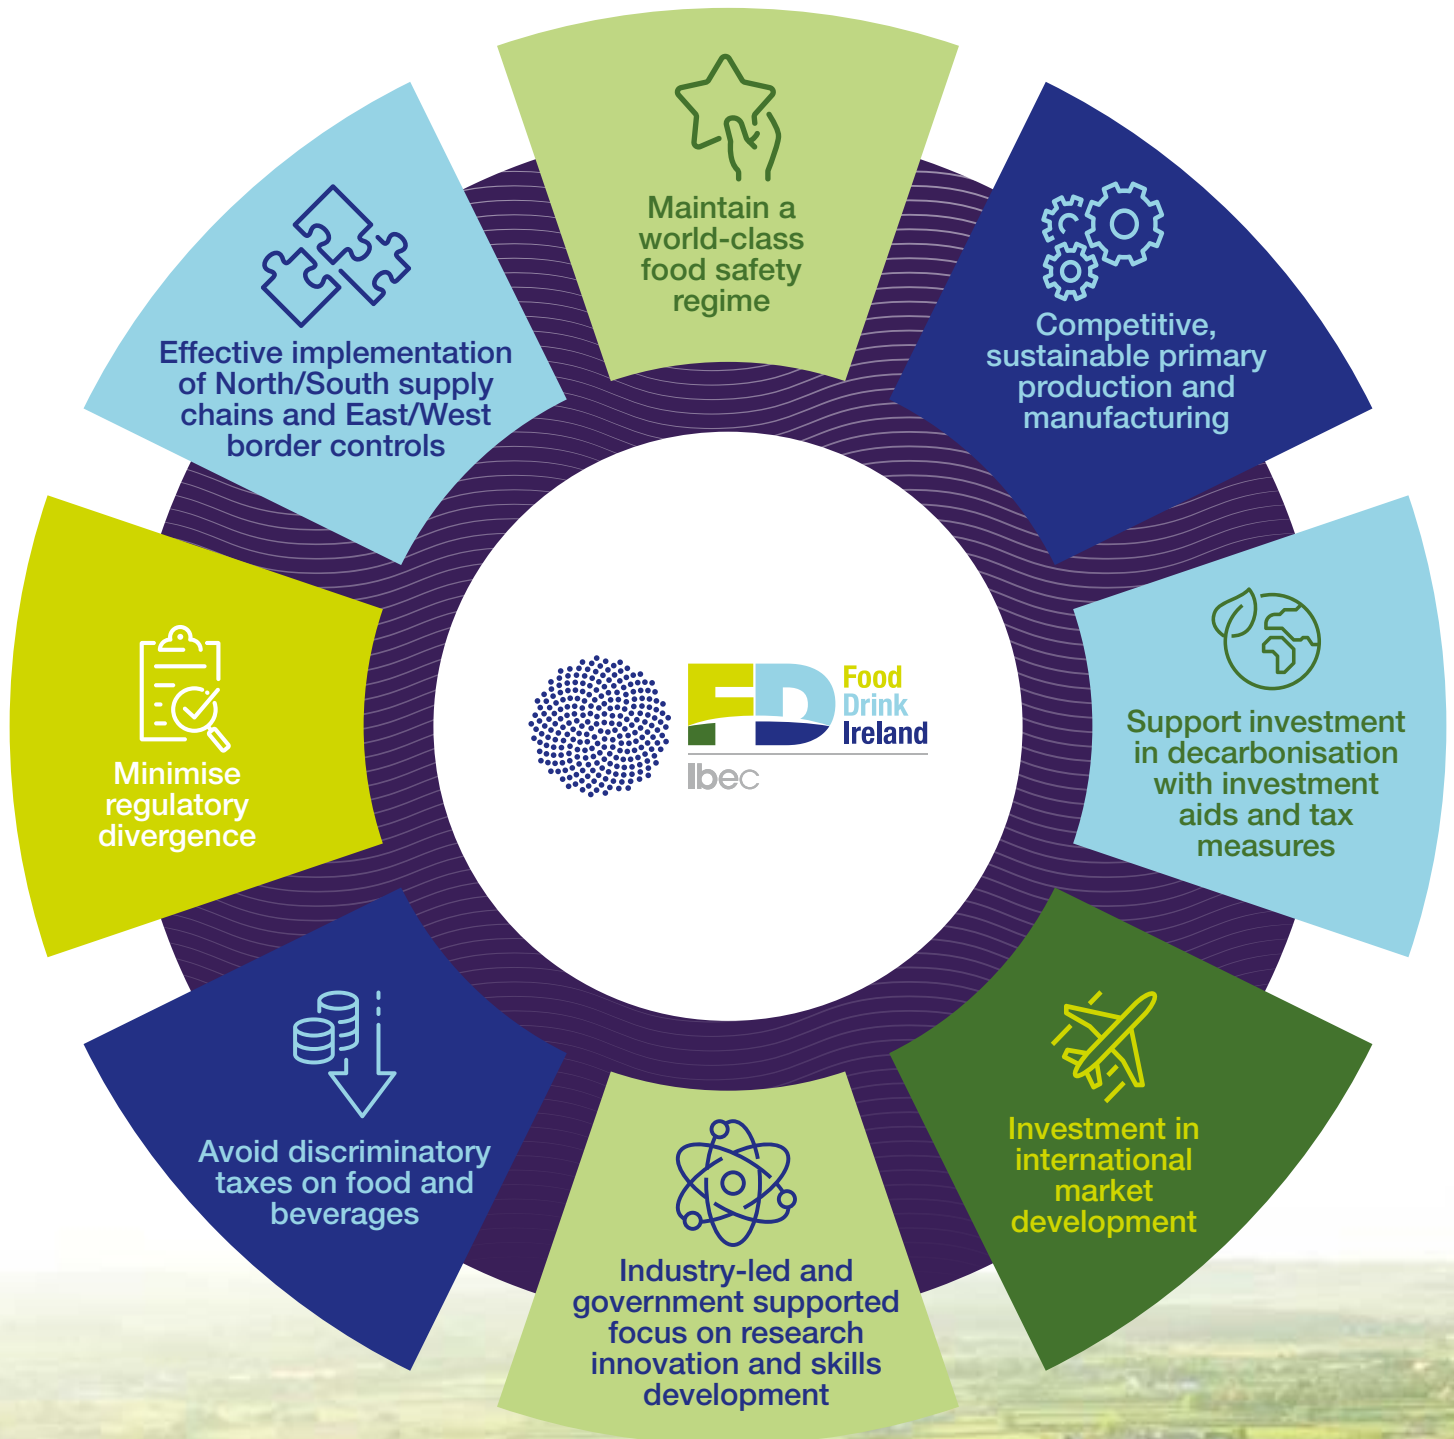 Maintain a
world-class
food safety
regime
Competitive,
sustainable primary
production and
manufacturing
Support investment
in decarbonisation
with investment
aids and tax
measures
Investment in
international
market
development
Industry-led and
government supported
focus on research
innovation and skills
development
Avoid discriminatory
taxes on food and
beverages
Minimise
regulatory
divergence
Effective implementation
of North/South supply
chains and East/West
border controls
FD
Food
Drink
Ireland
Ibec